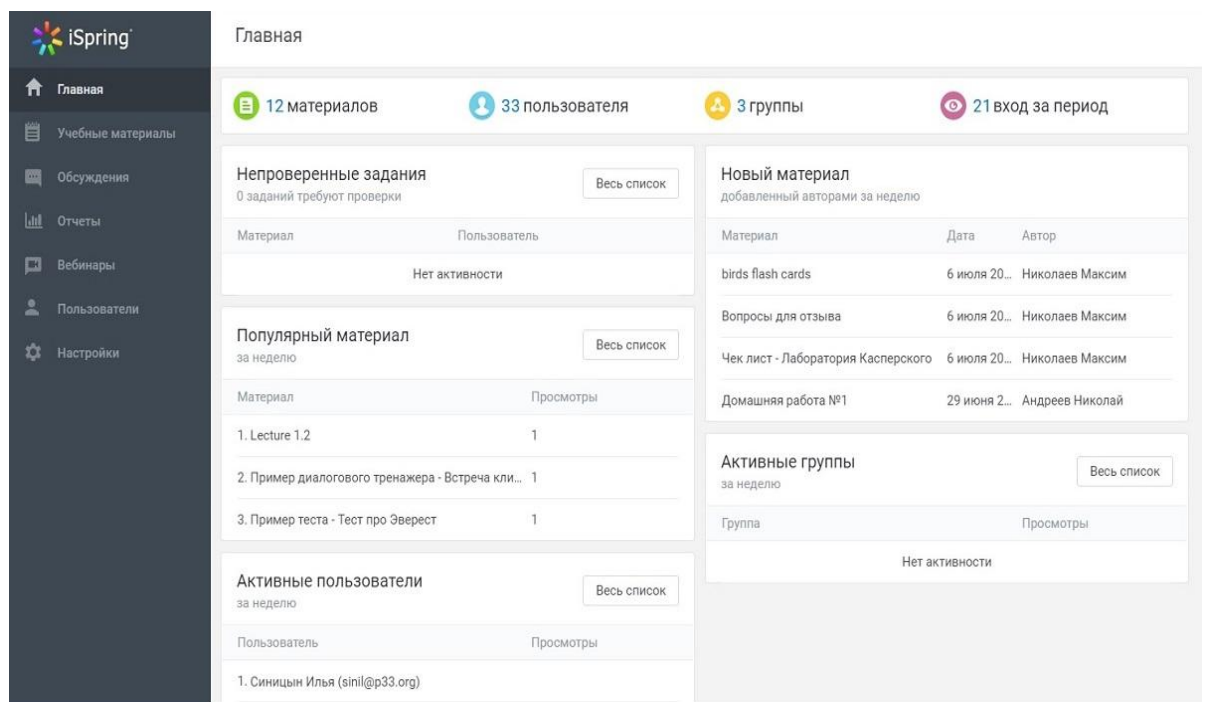 iSpring
Главная
Учебные материалы
Обсуждения
Отчеты
Вебинары
Пользователи
Настройки
Главная
12 материалов
33 пользователя
3 группы
21 вход за период
Непроверенные задания
0 заданий требуют проверки
Весь список
Материал Пользователь
Нет активности
Популярный материал
за неделю
Весь список
Материал Просмотры
1. Lecture 1.2 1
2. Пример диалогового тренажера - Встреча кли... 1
3. Пример теста - Тест про Эверест 1
Активные пользователи
за неделю
Весь список
Пользователь Просмотры
1. Синицын Илья (sinil@p33.org)
Новый материал
добавленный авторами за неделю
Материал Дата Автор
birds flash cards 6 июля 20... Николаев Максим
Вопросы для отзыва 6 июля 20... Николаев Максим
Чек лист - Лаборатория Касперского 6 июля 20... Николаев Максим
Домашняя работа №1 29 июня 2... Андреев Николай
Активные группы
за неделю
Весь список
Группа Просмотры
Нет активности